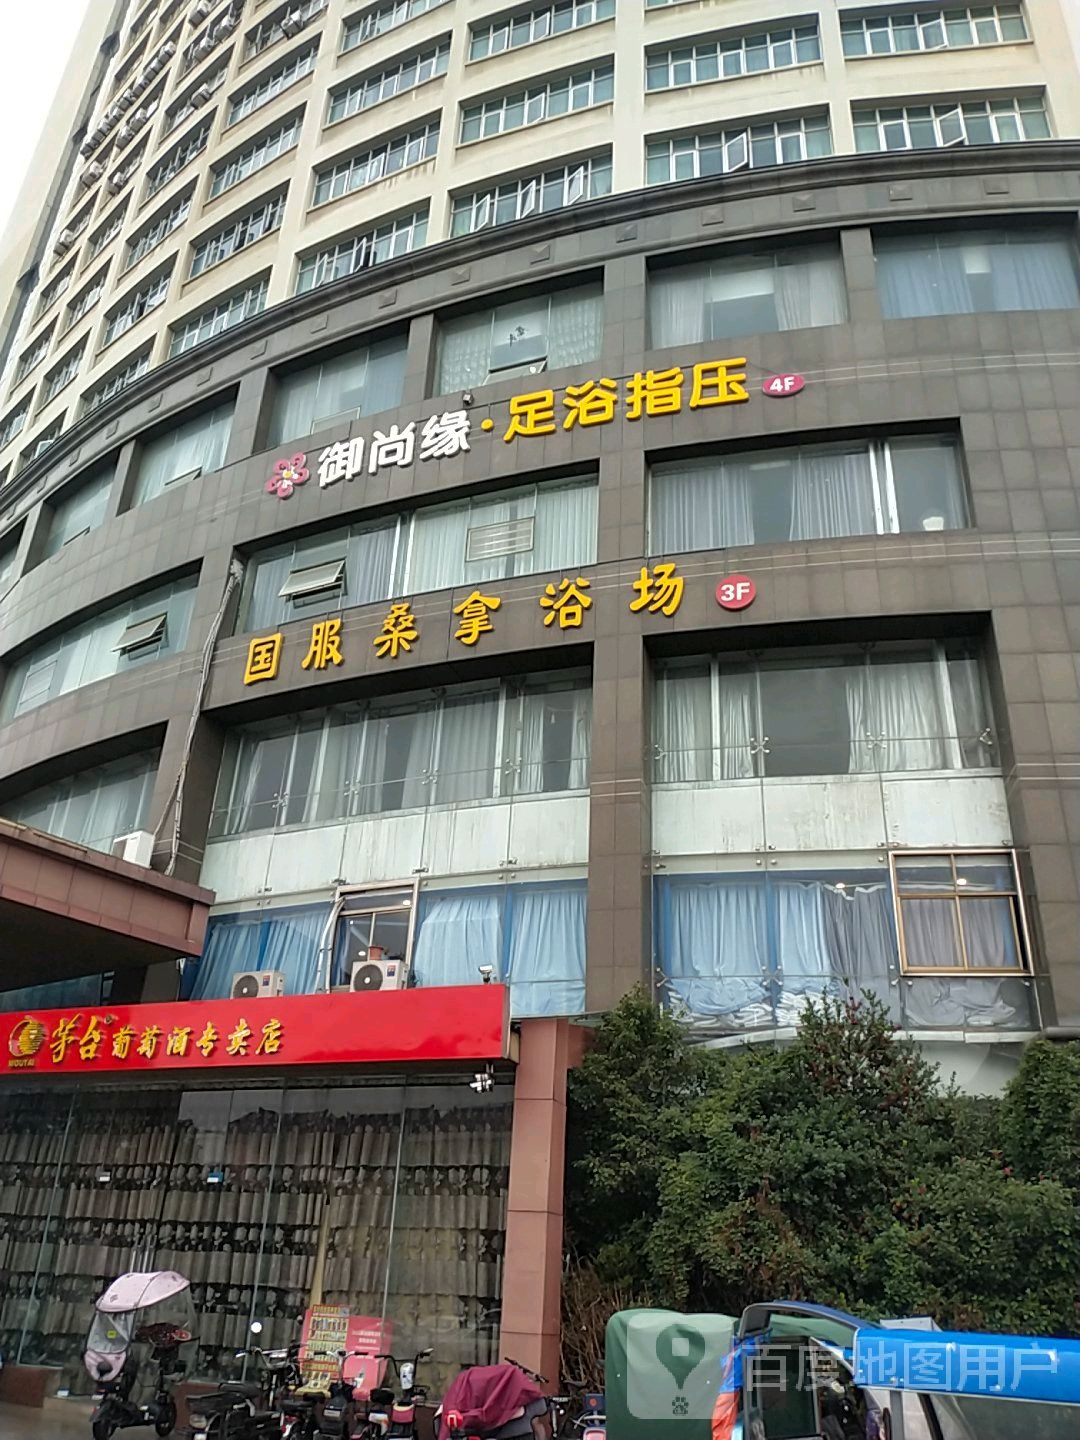 御尚缘·足浴指压 4F
国服桑拿浴场 3F
MOUTAI 茅台葡萄酒专卖店
百度地图用户